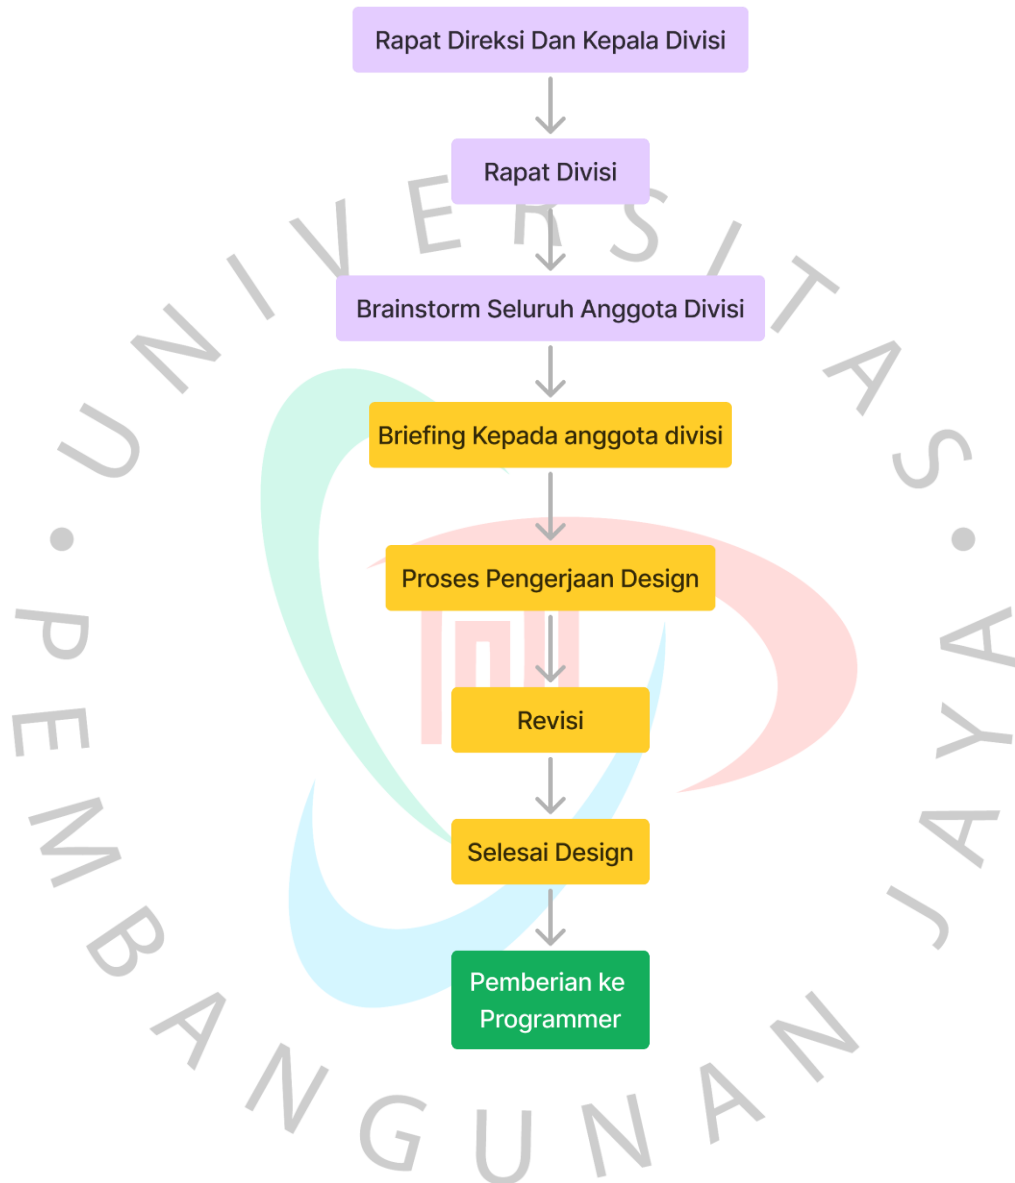 Rapat Direksi Dan Kepala Divisi
Rapat Divisi
Brainstorm Seluruh Anggota Divisi
Briefing Kepada anggota divisi
Proses Pengerjaan Design
Revisi
Selesai Design
Pemberian ke
Programmer
UNIVERSITAS
PEMBANGUNAN JAYA